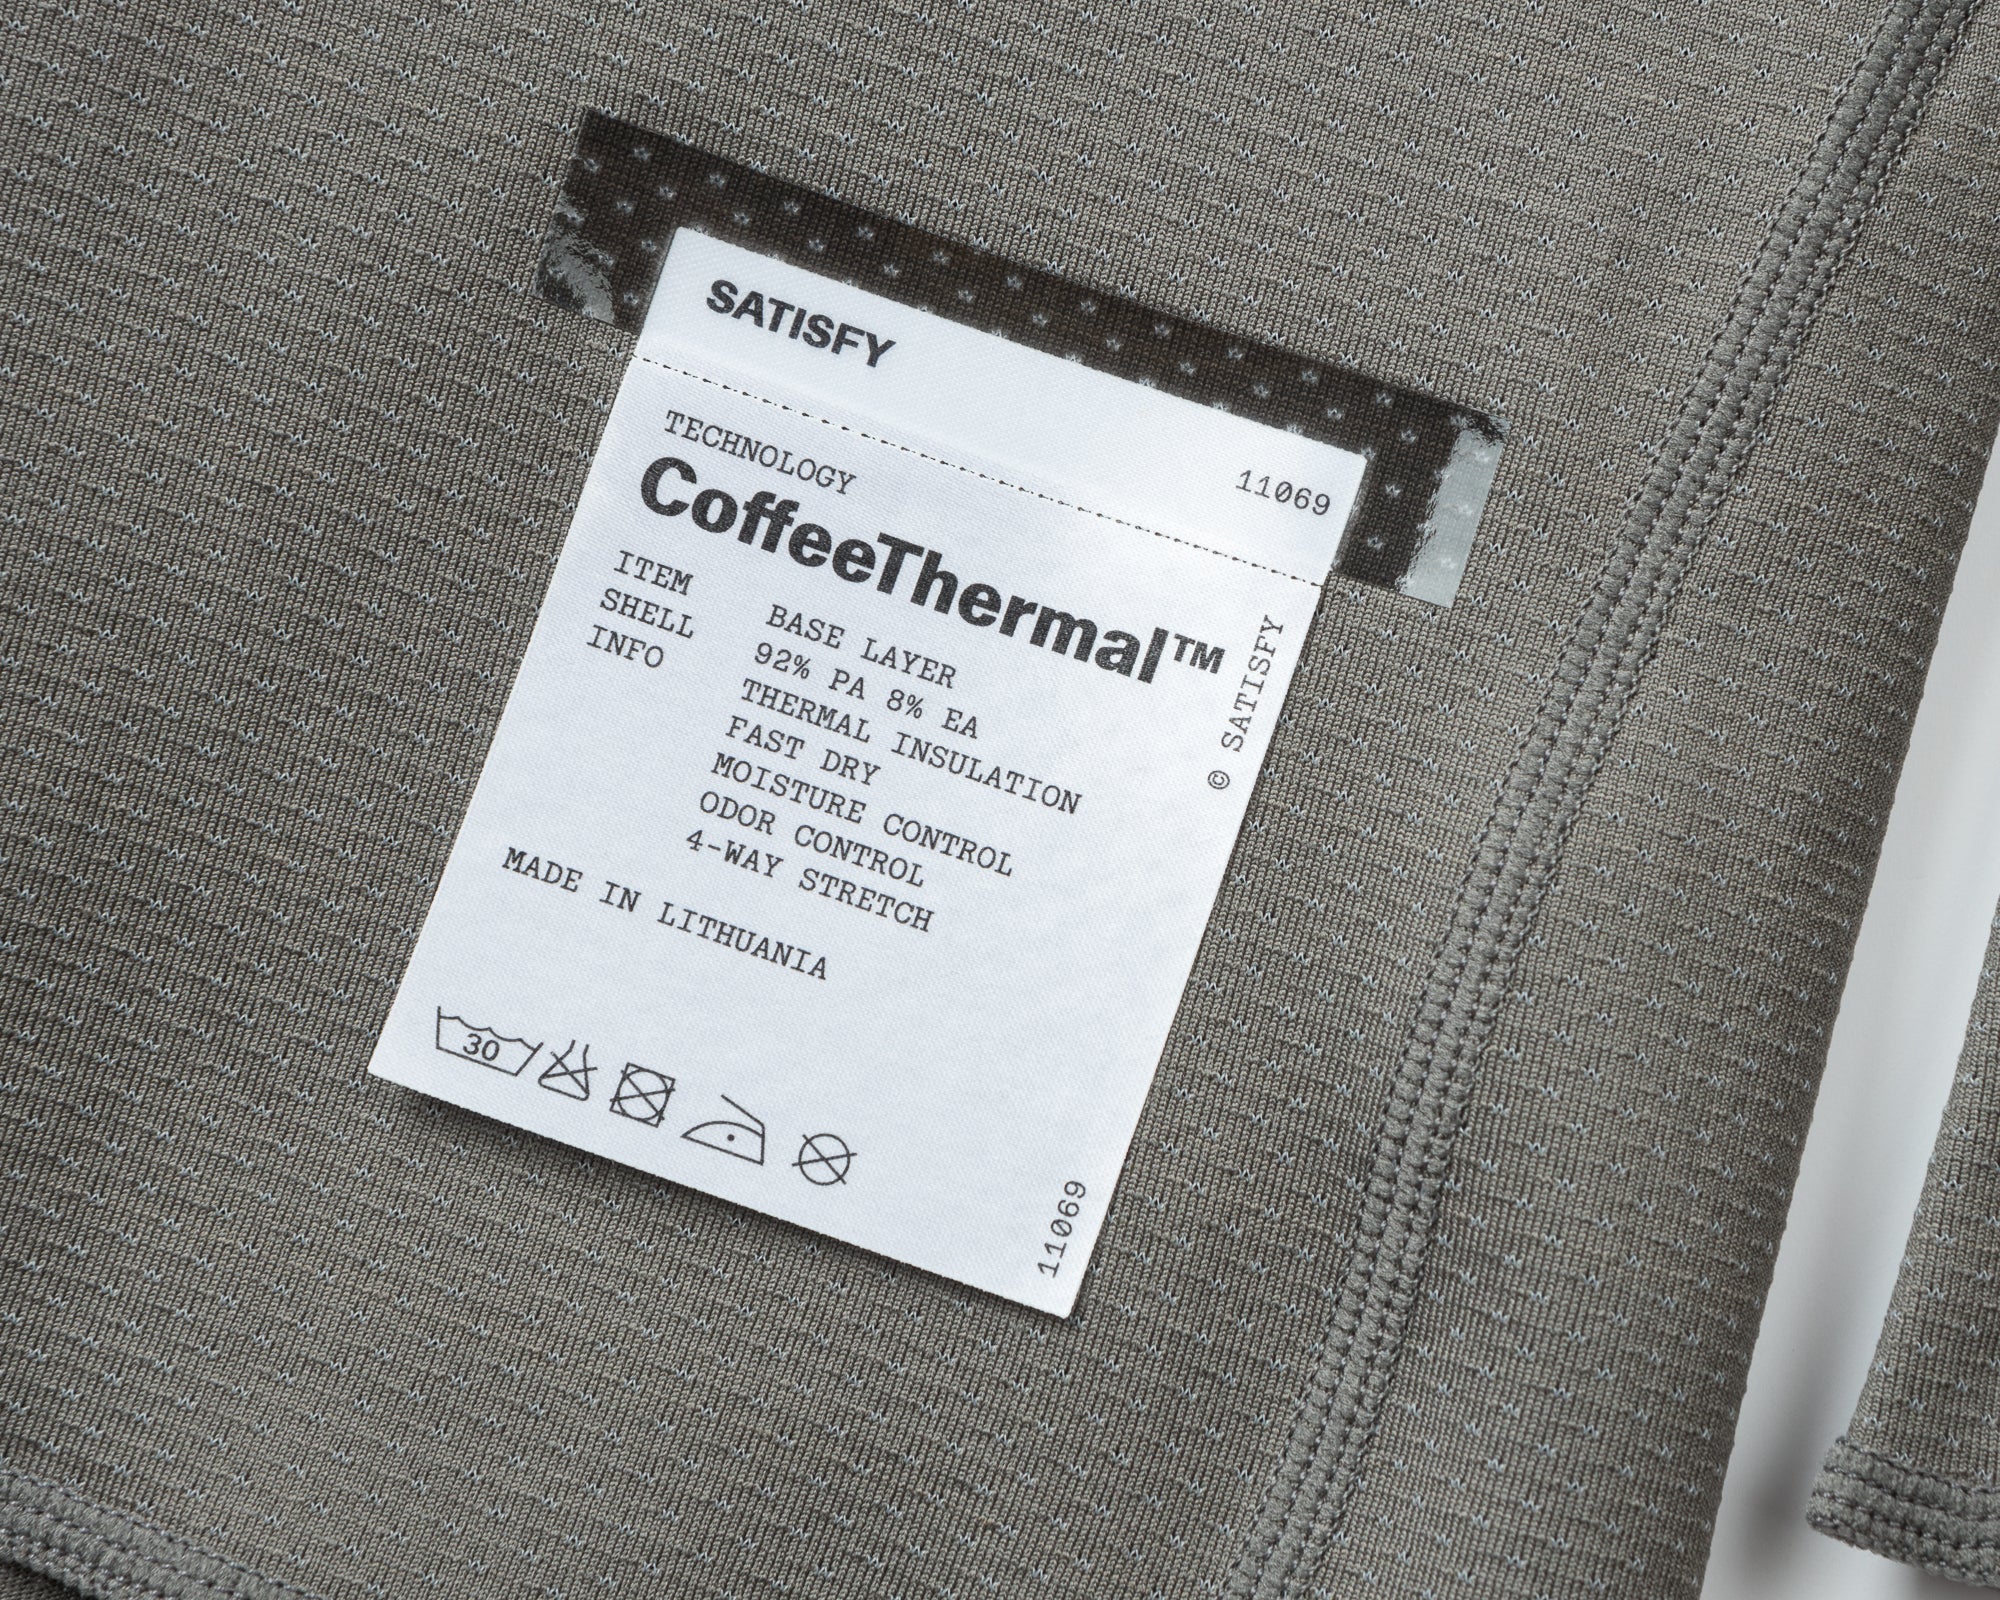 SATISFY
11069
TECHNOLOGY
CoffeeThermal™
ITEM BASE LAYER
SHELL 92% PA 8% EA
INFO THERMAL INSULATION
FAST DRY
MOISTURE CONTROL
ODOR CONTROL
4-WAY STRETCH
MADE IN LITHUANIA
© SATISFY
30
11069